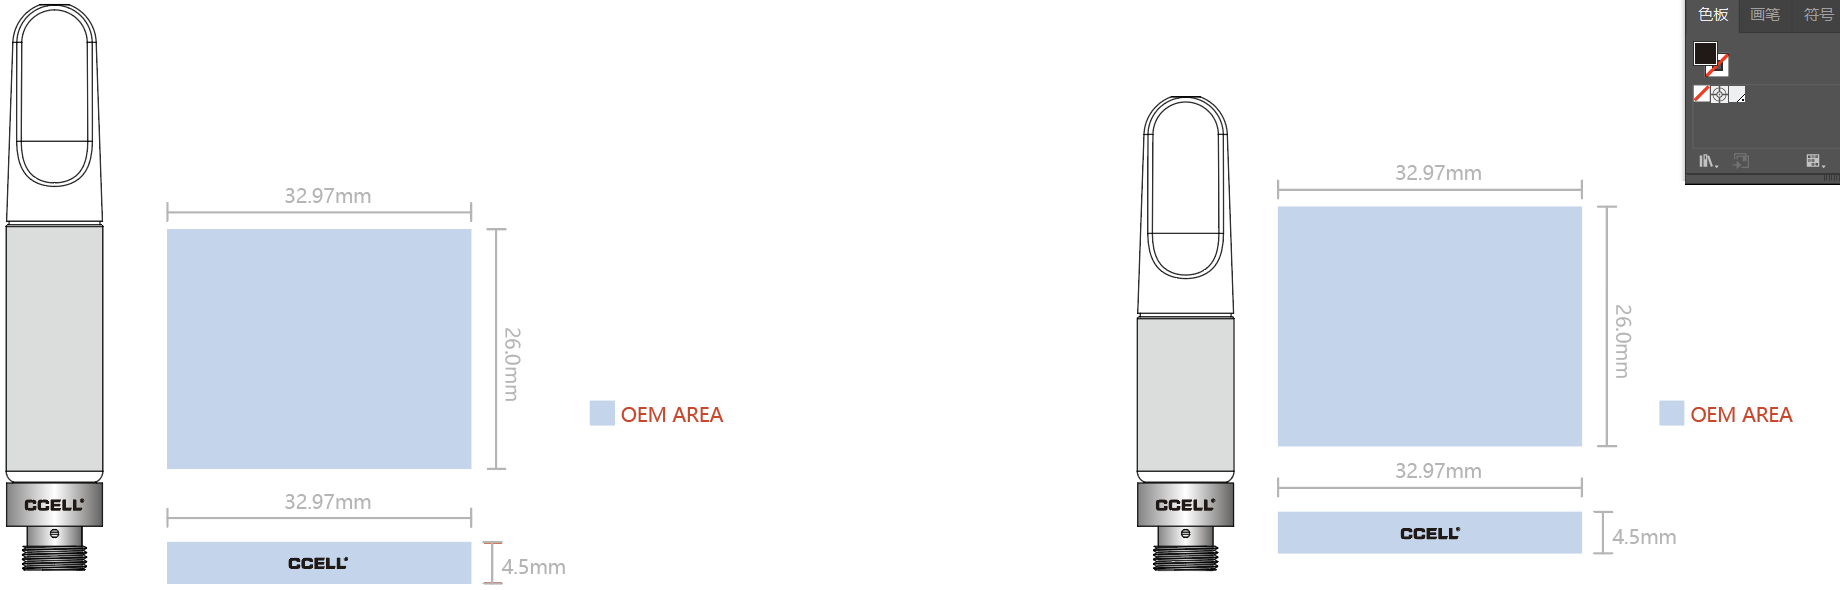 色板 画笔 符号
32.97mm
26.0mm
OEM AREA
CCELL®
32.97mm
CCELL®
4.5mm
32.97mm
26.0mm
OEM AREA
CCELL®
32.97mm
CCELL®
4.5mm